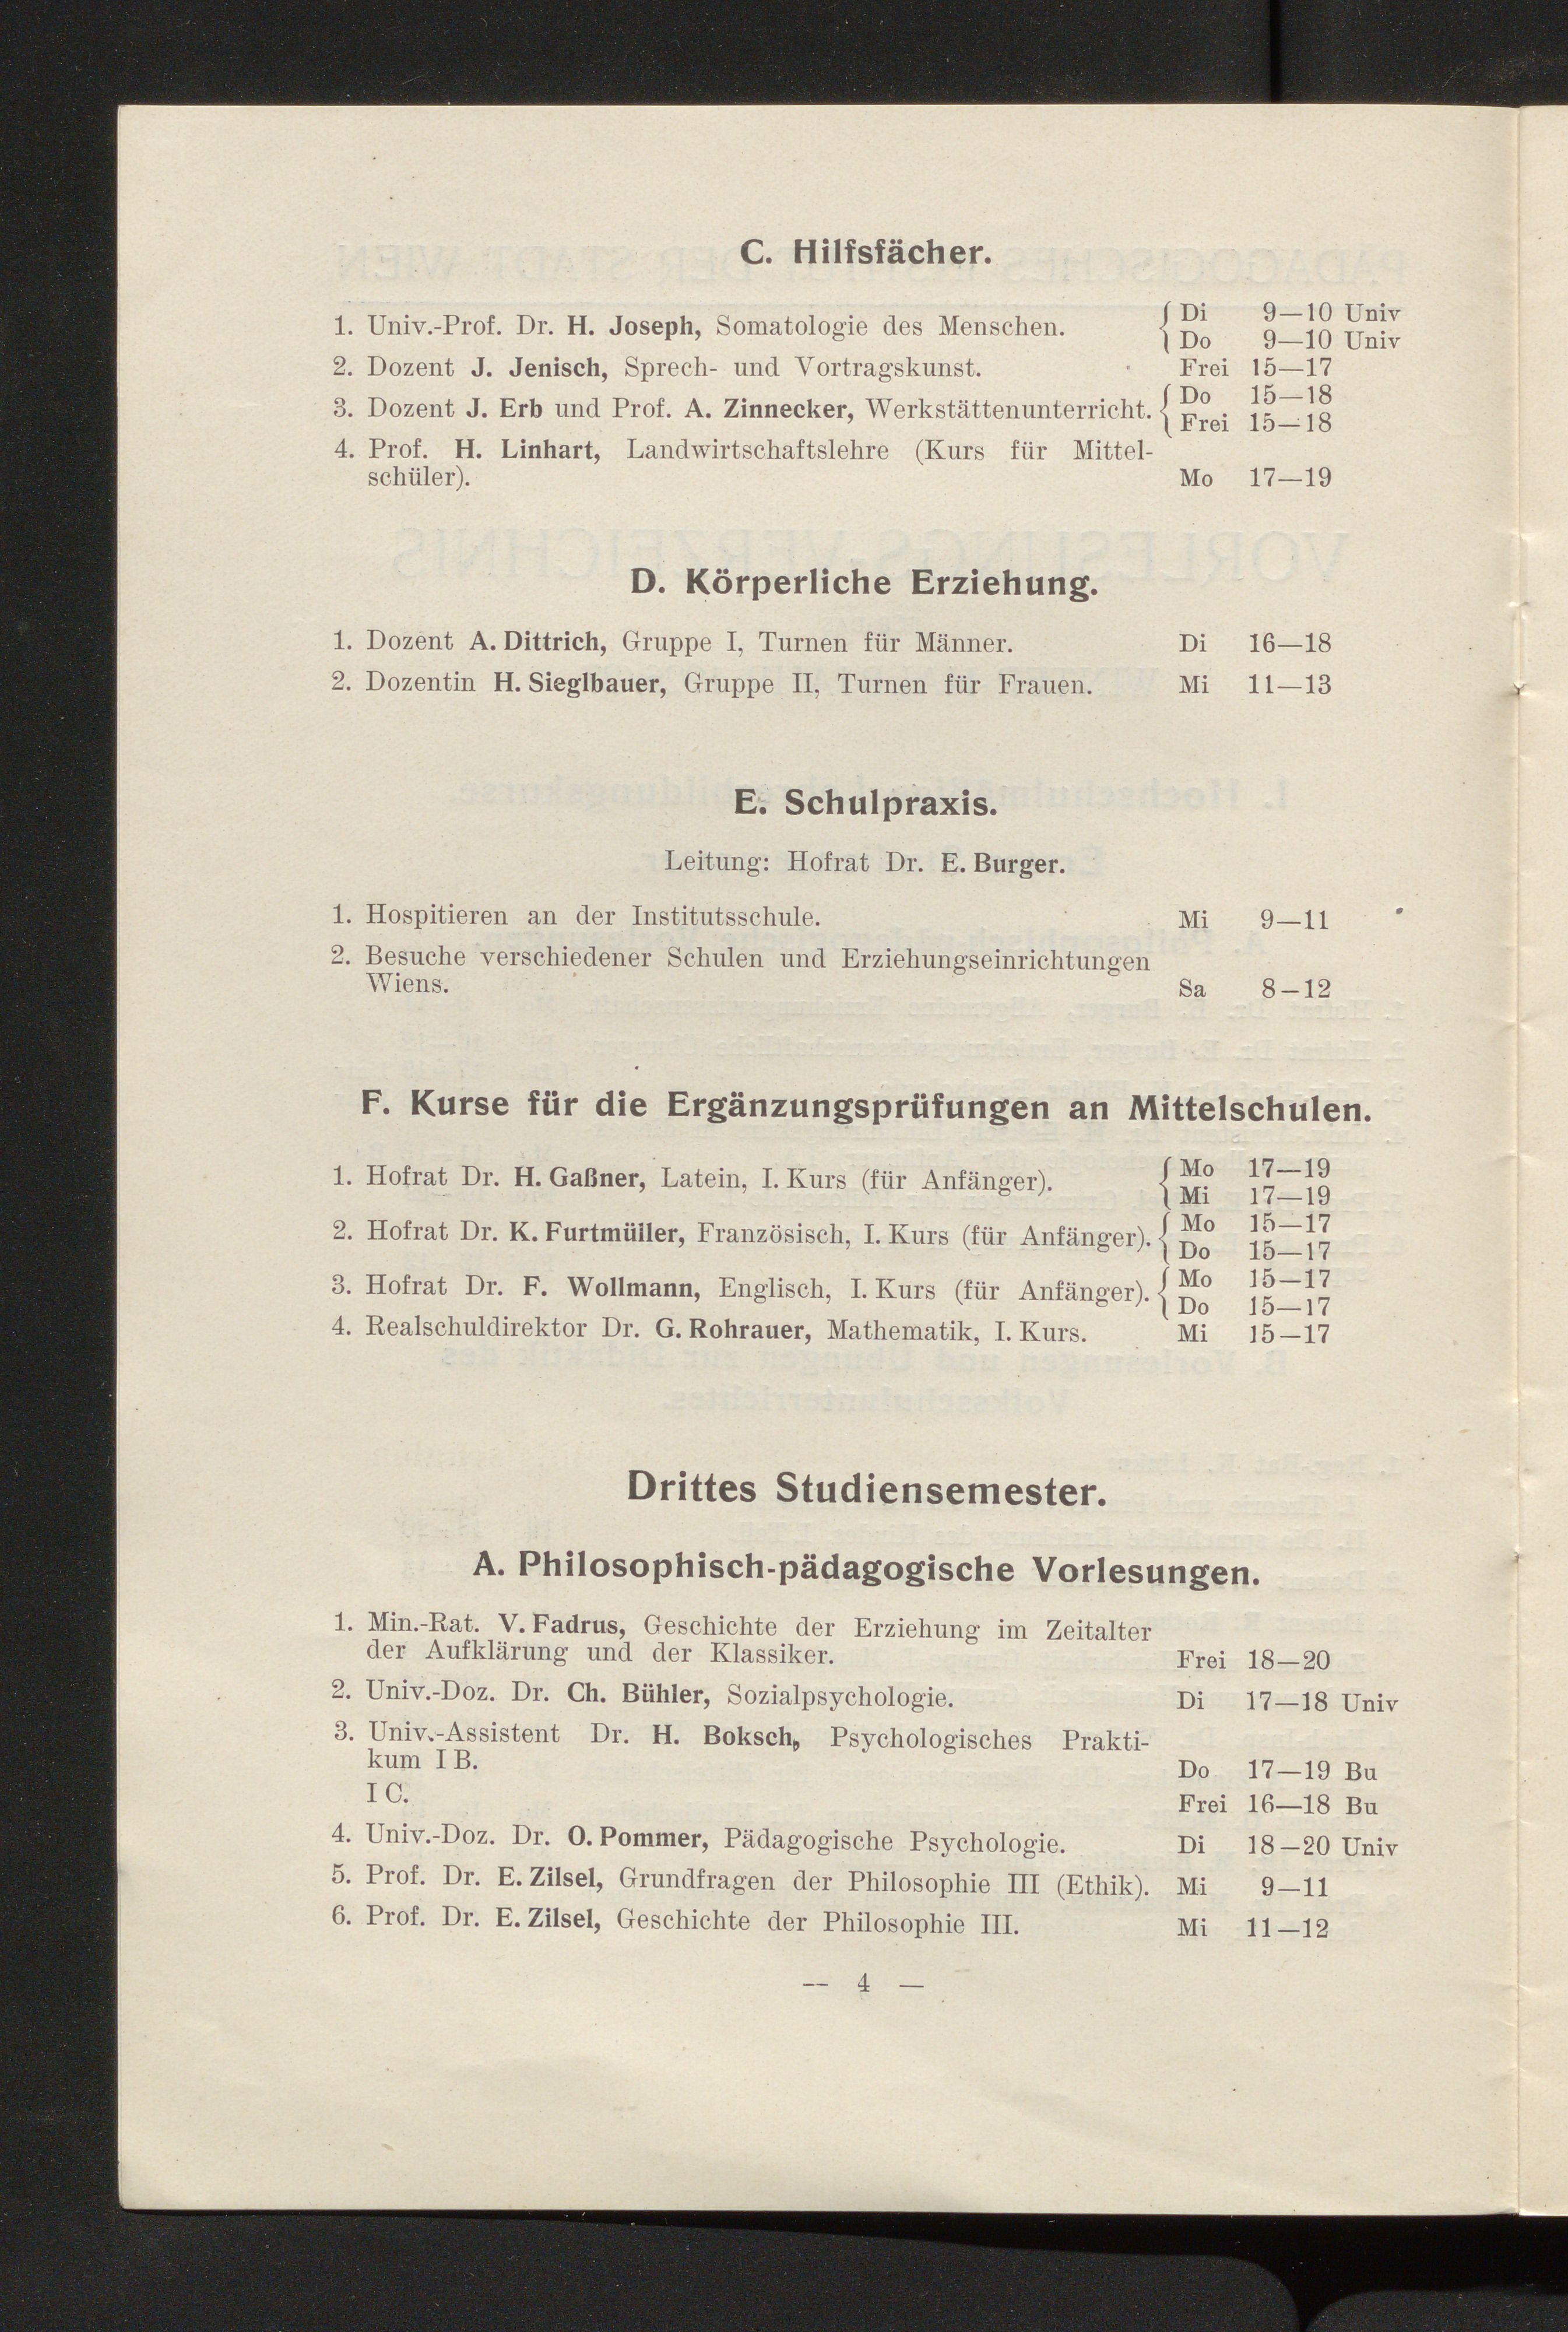 C. Hilfsfächer.
1. Univ.-Prof. Dr. H. Joseph, Somatologie des Menschen. { Di 9—10 Univ
Do 9—10 Univ
2. Dozent J. Jenisch, Sprech- und Vortragskunst. Frei 15—17
3. Dozent J. Erb und Prof. A. Zinnecker, Werkstättenunterricht. { Do 15—18
Frei 15—18
4. Prof. H. Linhart, Landwirtschaftslehre (Kurs für Mittel-
schüler). Mo 17—19
D. Körperliche Erziehung.
1. Dozent A. Dittrich, Gruppe I, Turnen für Männer. Di 16—18
2. Dozentin H. Sieglbauer, Gruppe II, Turnen für Frauen. Mi 11—13
E. Schulpraxis.
Leitung: Hofrat Dr. E. Burger.
1. Hospitieren an der Institutsschule. Mi 9—11
2. Besuche verschiedener Schulen und Erziehungseinrichtungen
Wiens. Sa 8—12
F. Kurse für die Ergänzungsprüfungen an Mittelschulen.
1. Hofrat Dr. H. Gaßner, Latein, I. Kurs (für Anfänger). { Mo 17—19
Mi 17—19
2. Hofrat Dr. K. Furtmüller, Französisch, I. Kurs (für Anfänger). { Mo 15—17
Do 15—17
3. Hofrat Dr. F. Wollmann, Englisch, I. Kurs (für Anfänger). { Mo 15—17
Do 15—17
4. Realschuldirektor Dr. G. Rohrauer, Mathematik, I. Kurs. Mi 15—17
Drittes Studiensemester.
A. Philosophisch-pädagogische Vorlesungen.
1. Min.-Rat. V. Fadrus, Geschichte der Erziehung im Zeitalter
der Aufklärung und der Klassiker. Frei 18—20
2. Univ.-Doz. Dr. Ch. Bühler, Sozialpsychologie. Di 17—18 Univ
3. Univ.-Assistent Dr. H. Boksch, Psychologisches Prakti-
kum I B. Do 17—19 Bu
I C. Frei 16—18 Bu
4. Univ.-Doz. Dr. O. Pommer, Pädagogische Psychologie. Di 18—20 Univ
5. Prof. Dr. E. Zilsel, Grundfragen der Philosophie III (Ethik). Mi 9—11
6. Prof. Dr. E. Zilsel, Geschichte der Philosophie III. Mi 11—12
— 4 —